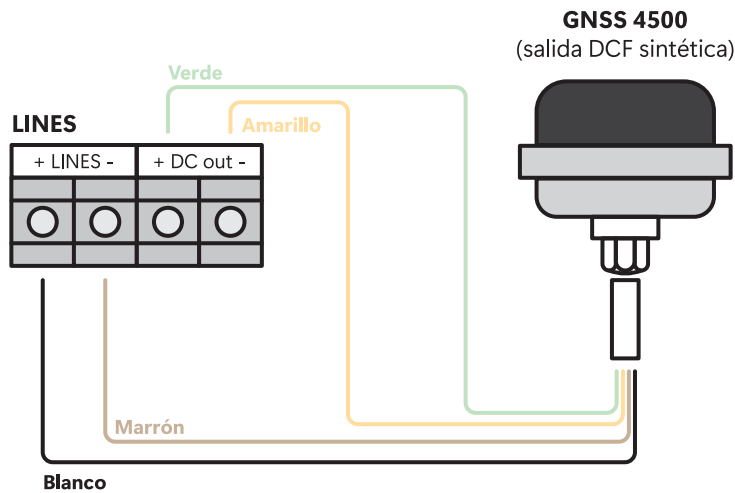 GNSS 4500
(salida DCF sintética)
Verde
LINES
Amarillo
+ LINES -
+ DC out -
Marrón
Blanco